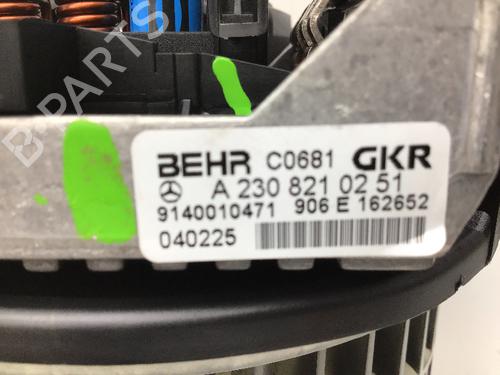 B-PARTS
BEHR C0681 GKR
A 230 821 02 51
9140010471 906 E 162652
040225